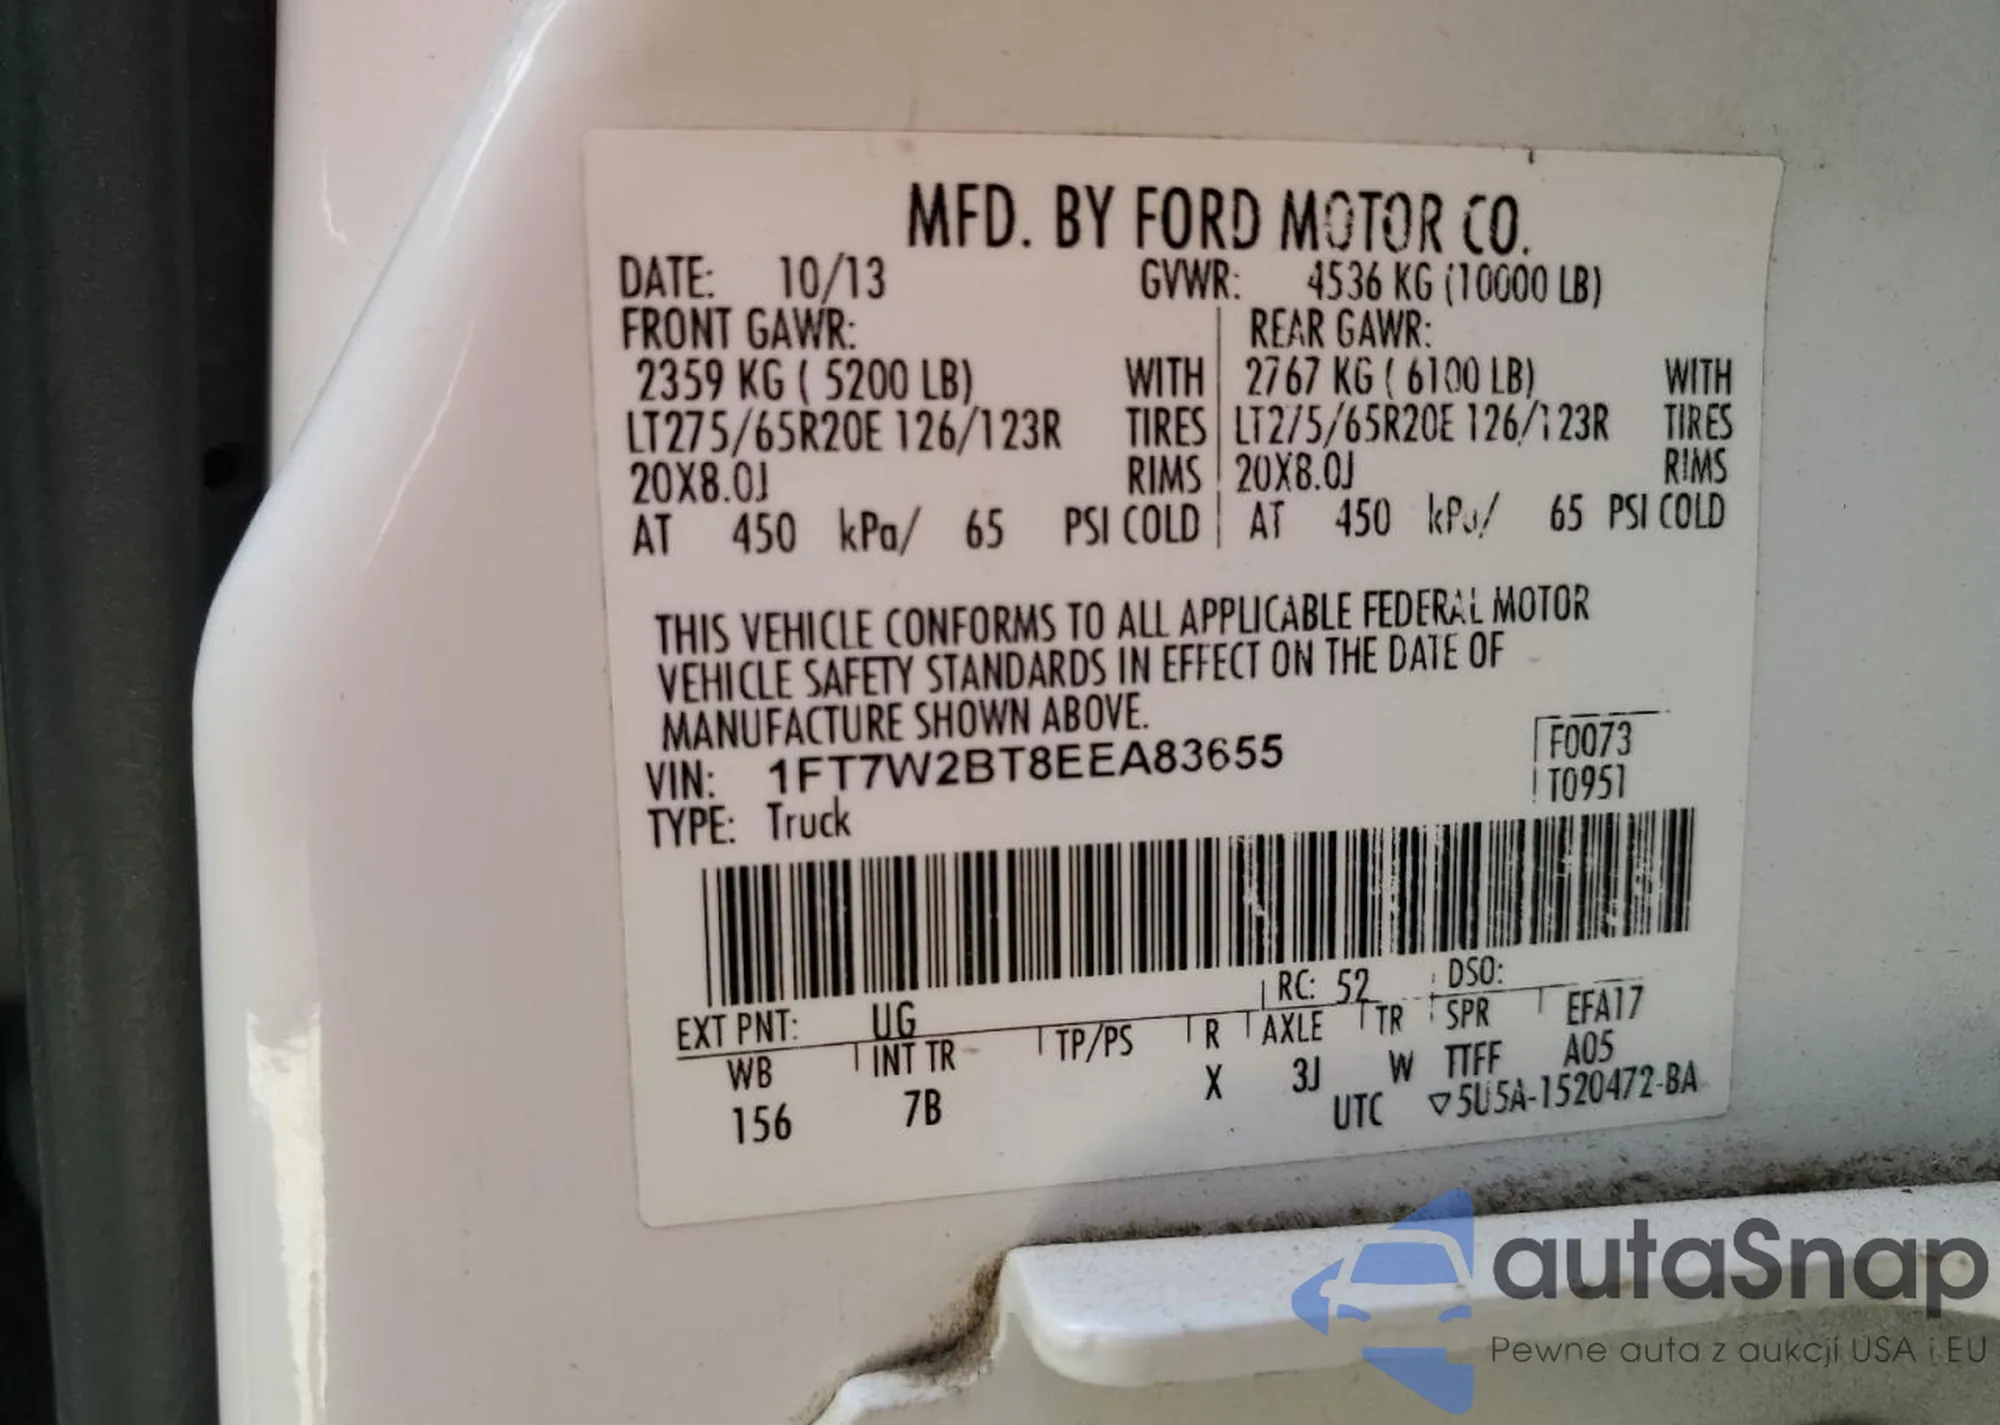 MFD. BY FORD MOTOR CO.
DATE: 10/13 GVWR: 4536 KG (10000 LB)
FRONT GAWR: REAR GAWR:
2359 KG ( 5200 LB) WITH 2767 KG ( 6100 LB) WITH
LT275/65R20E 126/123R TIRES LT275/65R20E 126/123R TIRES
20X8.0J RIMS 20X8.0J RIMS
AT 450 kPa/ 65 PSI COLD AT 450 kPa/ 65 PSI COLD
THIS VEHICLE CONFORMS TO ALL APPLICABLE FEDERAL MOTOR
VEHICLE SAFETY STANDARDS IN EFFECT ON THE DATE OF
MANUFACTURE SHOWN ABOVE.
VIN: 1FT7W2BT8EEA83655 F0073
TYPE: Truck T0951
RC: 52 DSO:
EXT PNT: UG
WB INT TR TP/PS R AXLE TR SPR EFA17
156 7B X 3J W TTFF A05
UTC ▽5U5A-1520472-BA
autaSnap
Pewne auta z aukcji USA i EU